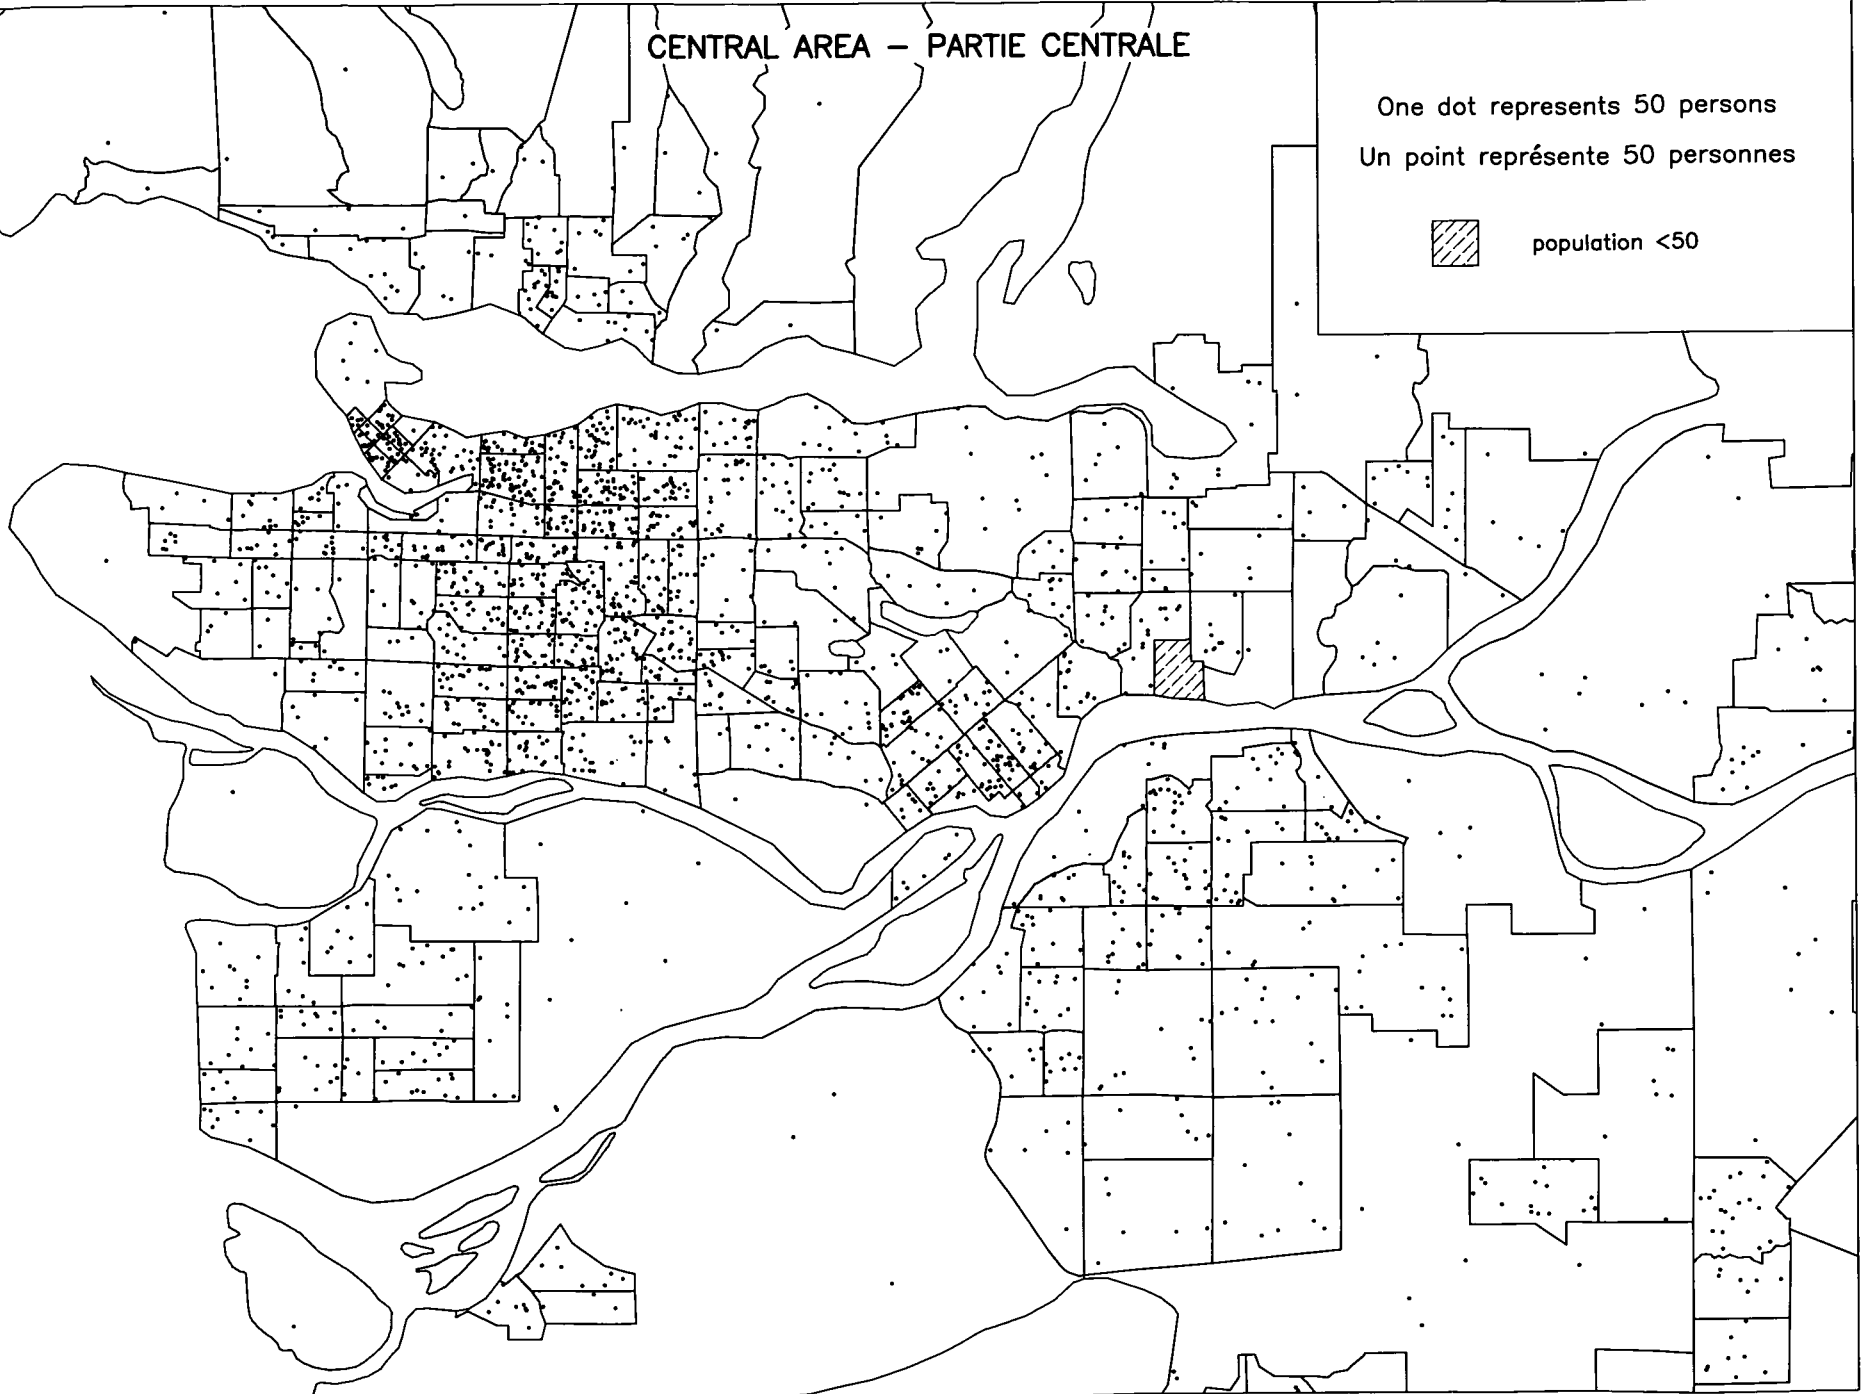 CENTRAL AREA – PARTIE CENTRALE
One dot represents 50 persons
Un point représente 50 personnes
population <50